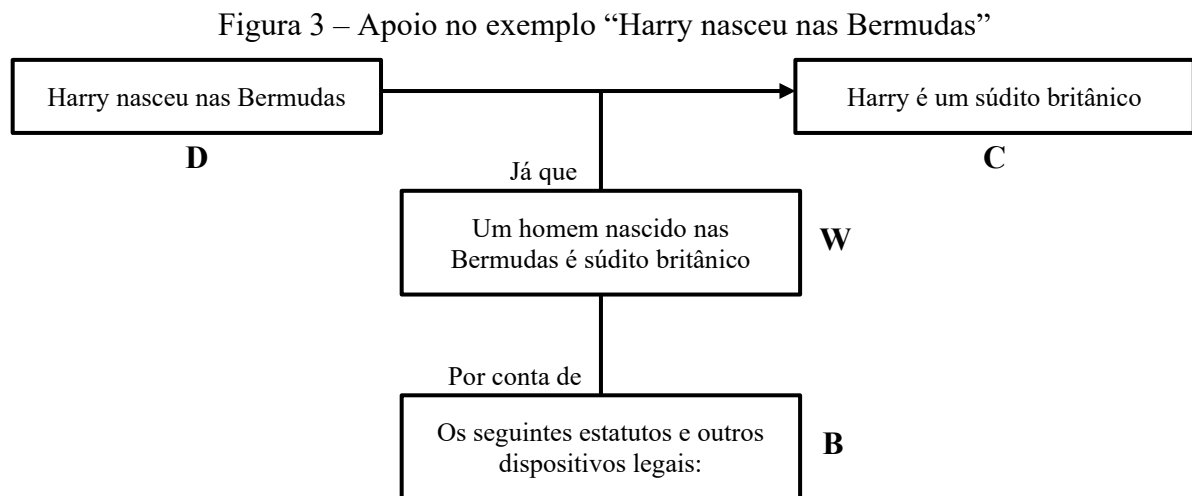 Figura 3 – Apoio no exemplo “Harry nasceu nas Bermudas”
Harry nasceu nas Bermudas
Harry é um súdito britânico
D
C
Já que
Um homem nascido nas
Bermudas é súdito britânico
W
Por conta de
Os seguintes estatutos e outros
dispositivos legais:
B